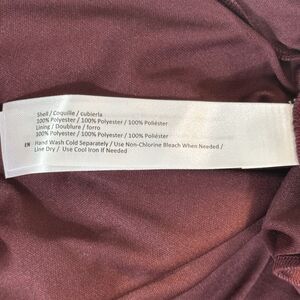 Shell / Coquille / cubierla
100% Polyester / 100% Polyester / 100% Poliéster
Lining / Doublure / forro
100% Polyester / 100% Polyester / 100% Poliéster
EN Hand Wash Cold Separately / Use Non-Chlorine Bleach When Needed /
Line Dry / Use Cool Iron If Needed